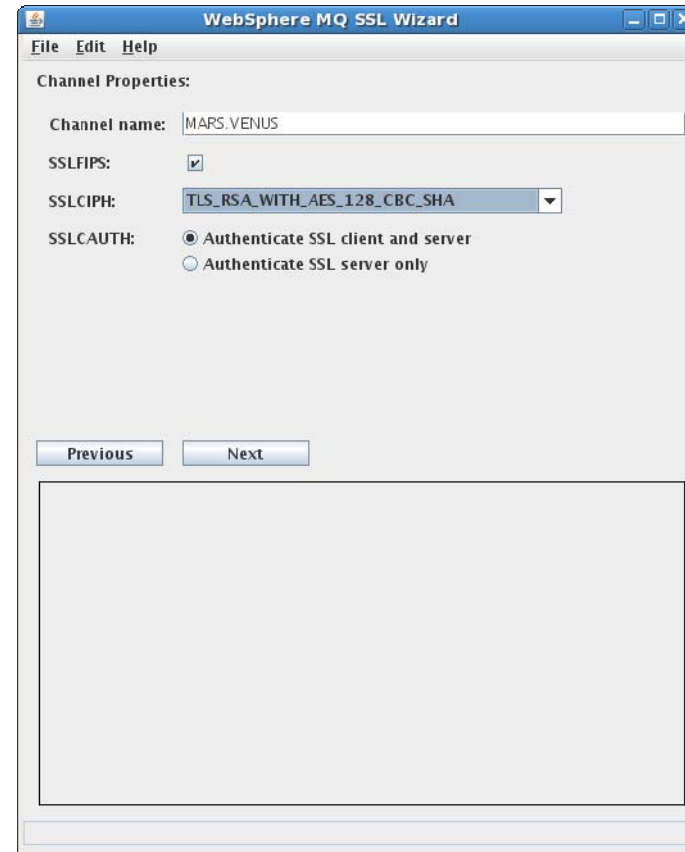 WebSphere MQ SSL Wizard
File Edit Help
Channel Properties:
Channel name: MARS.VENUS
SSLFIPS:
SSLCIPH: TLS_RSA_WITH_AES_128_CBC_SHA
SSLCAUTH: Authenticate SSL client and server
Authenticate SSL server only
Previous Next